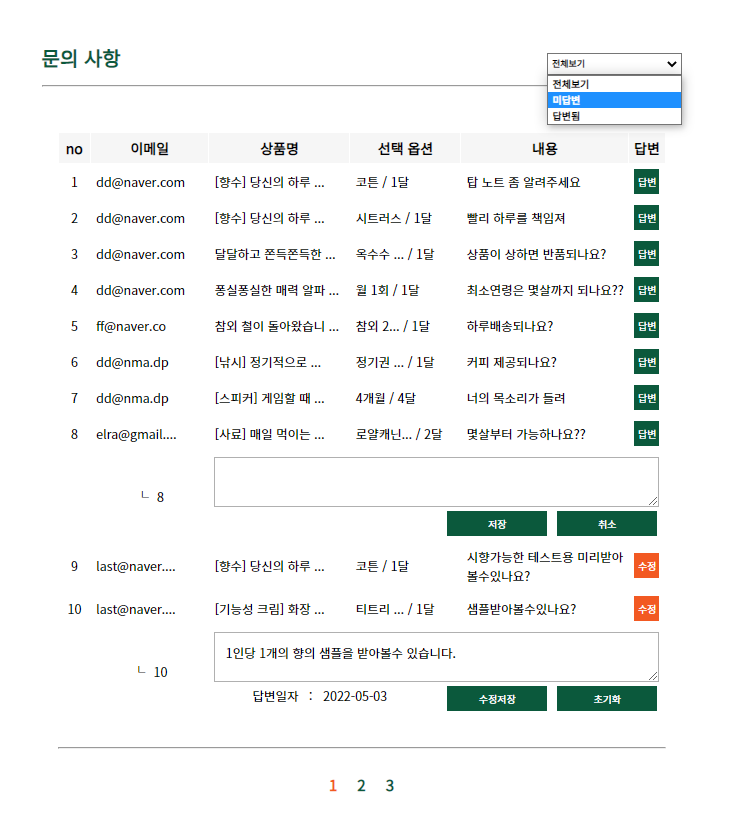 문의 사항
전체보기
전체보기
미답변
답변됨
no 이메일 상품명 선택 옵션 내용 답변
1 dd@naver.com [향수] 당신의 하루 ... 코튼 / 1달 탑 노트 좀 알려주세요 답변
2 dd@naver.com [향수] 당신의 하루 ... 시트러스 / 1달 빨리 하루를 책임져 답변
3 dd@naver.com 달달하고 쫀득쫀득한 ... 옥수수 ... / 1달 상품이 상하면 반품되나요? 답변
4 dd@naver.com 퐁실퐁실한 매력 알파 ... 월 1회 / 1달 최소연령은 몇살까지 되나요?? 답변
5 ff@naver.co 참외 철이 돌아왔습니 ... 참외 2... / 1달 하루배송되나요? 답변
6 dd@nma.dp [낚시] 정기적으로 ... 정기권 ... / 1달 커피 제공되나요? 답변
7 dd@nma.dp [스피커] 게임할 때 ... 4개월 / 4달 너의 목소리가 들려 답변
8 elra@gmail.... [사료] 매일 먹이는 ... 로얄캐닌... / 2달 몇살부터 가능하나요?? 답변
ㄴ 8
저장 취소
9 last@naver.... [향수] 당신의 하루 ... 코튼 / 1달 시향가능한 테스트용 미리받아
볼수있나요? 수정
10 last@naver.... [기능성 크림] 화장 ... 티트리 ... / 1달 샘플받아볼수있나요? 수정
ㄴ 10 1인당 1개의 향의 샘플을 받아볼수 있습니다.
답변일자 : 2022-05-03 수정저장 초기화
1 2 3